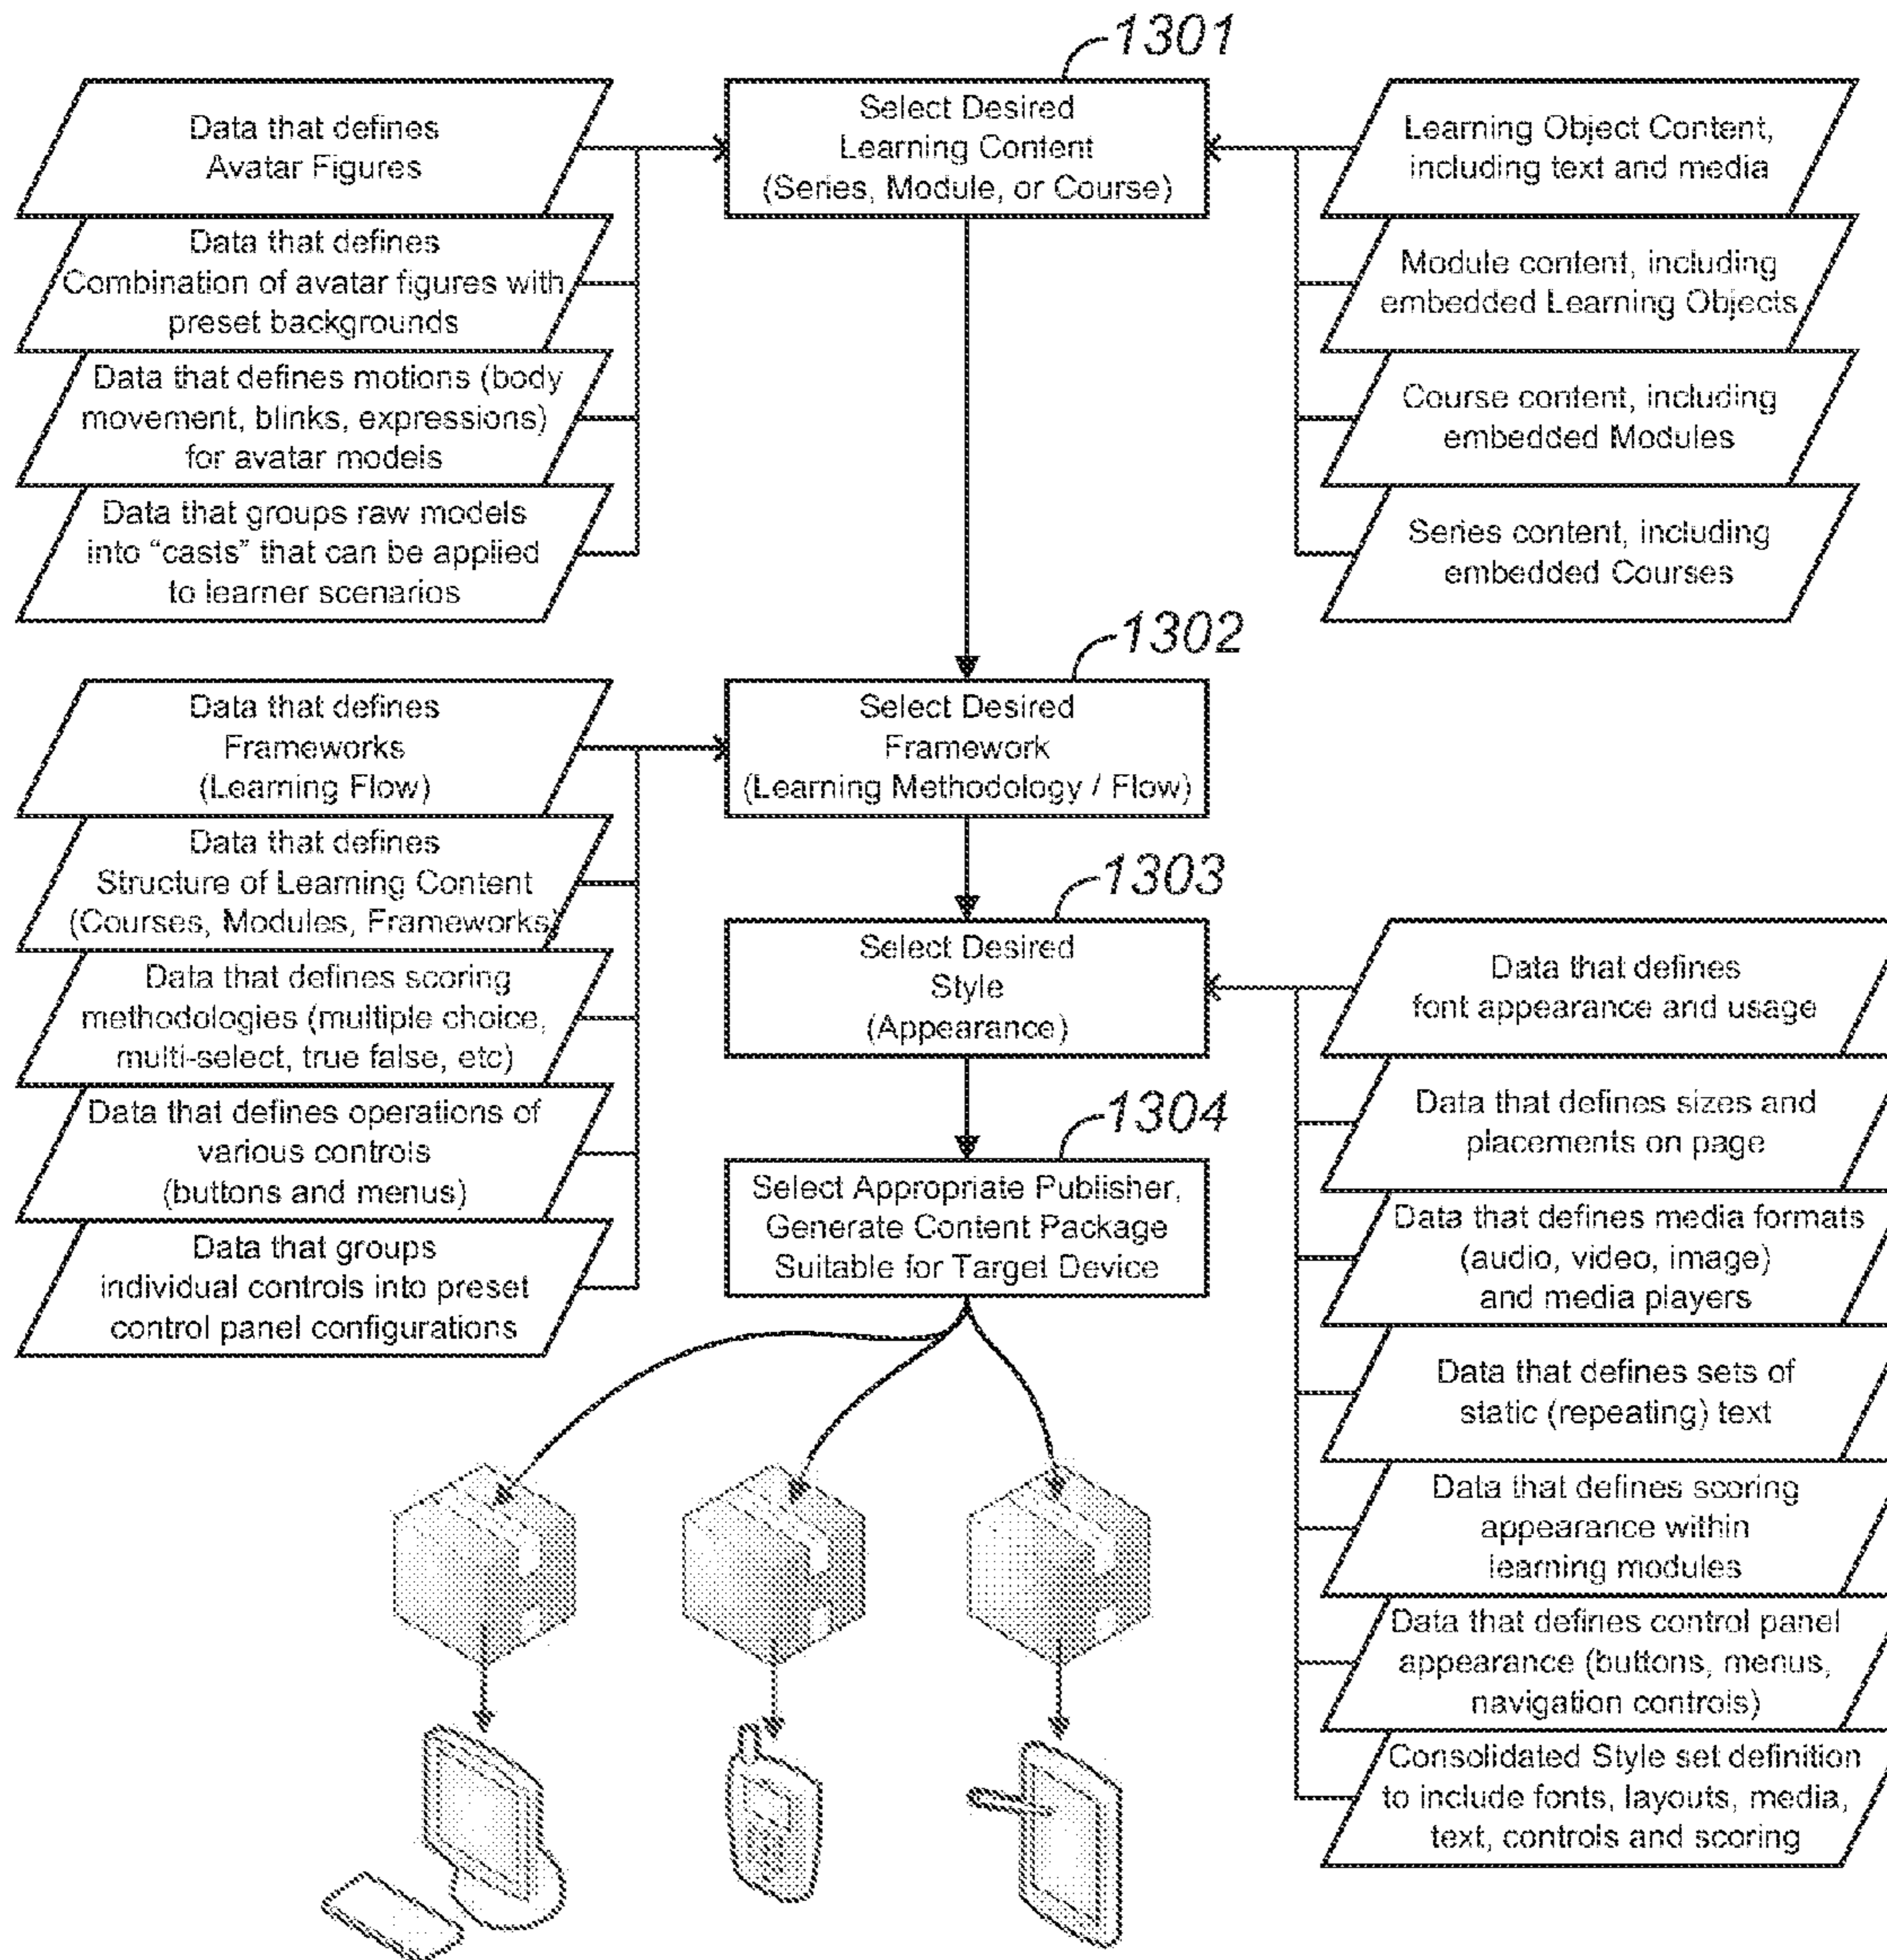 1301
Data that defines
Avatar Figures
Data that defines
Combination of avatar figures with
preset backgrounds
Data that defines motions (body
movement, blinks, expressions)
for avatar models
Data that groups raw models
into “casts” that can be applied
to learner scenarios
Select Desired
Learning Content
(Series, Module, or Course)
Learning Object Content,
including text and media
Module content, including
embedded Learning Objects
Course content, including
embedded Modules
Series content, including
embedded Courses
1302
Data that defines
Frameworks
(Learning Flow)
Data that defines
Structure of Learning Content
(Courses, Modules, Frameworks)
Data that defines scoring
methodologies (multiple choice,
multi-select, true false, etc)
Data that defines operations of
various controls
(buttons and menus)
Data that groups
individual controls into preset
control panel configurations
Select Desired
Framework
(Learning Methodology / Flow)
1303
Select Desired
Style
(Appearance)
1304
Select Appropriate Publisher,
Generate Content Package
Suitable for Target Device
Data that defines
font appearance and usage
Data that defines sizes and
placements on page
Data that defines media formats
(audio, video, image)
and media players
Data that defines sets of
static (repeating) text
Data that defines scoring
appearance within
learning modules
Data that defines control panel
appearance (buttons, menus,
navigation controls)
Consolidated Style set definition
to include fonts, layouts, media,
text, controls and scoring